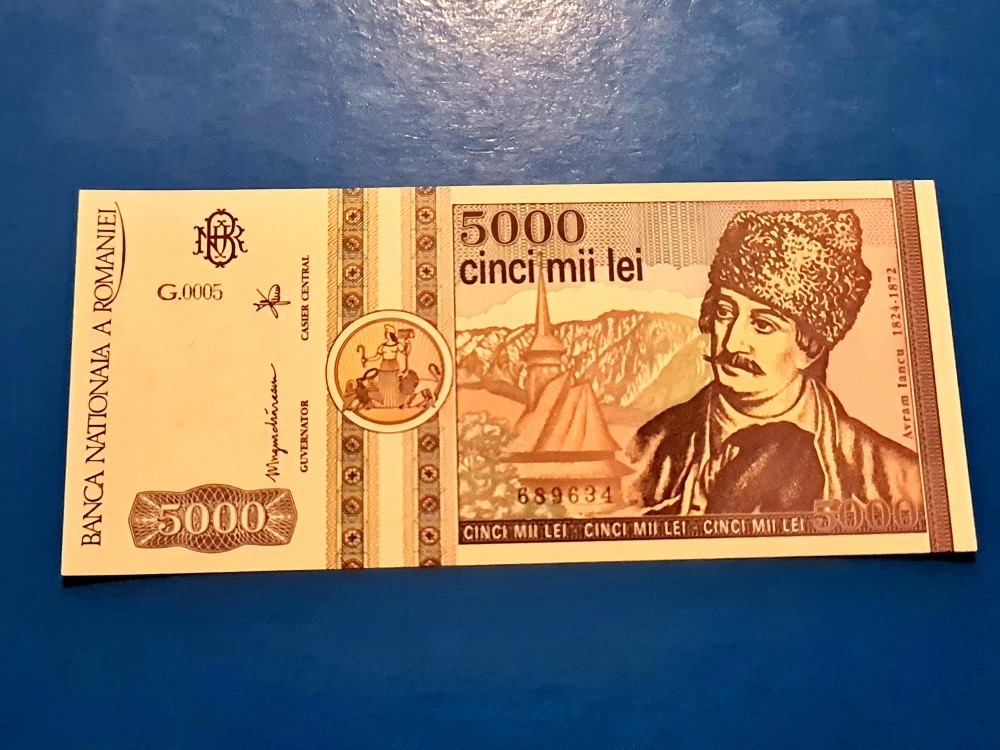 BANCA NATIONALA A ROMANIEI
BNR
G.0005
CASIER CENTRAL
GUVERNATOR
5000
5000
cinci mii lei
Avram Iancu 1824-1872
689634
CINCI MII LEI · CINCI MII LEI · CINCI MII LEI
5000